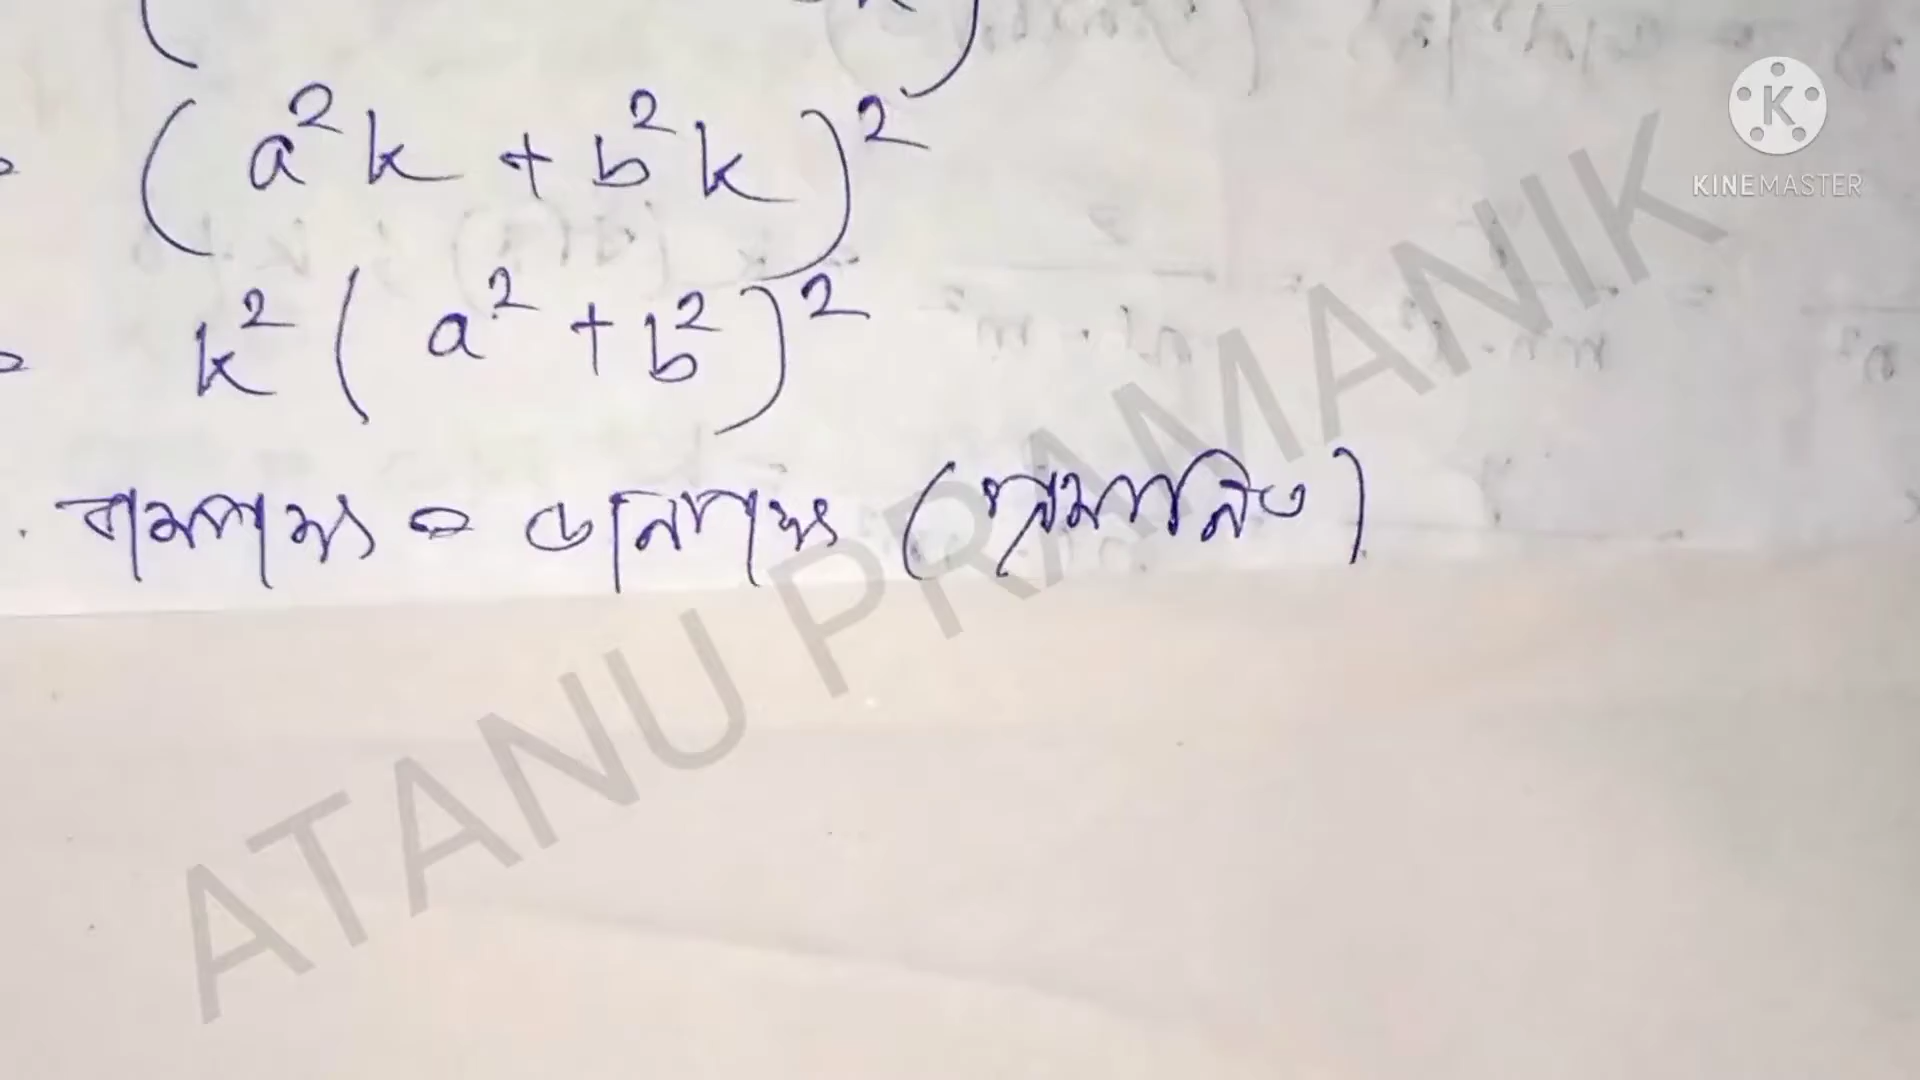 = (a²k + b²k)²
= k² (a² + b²)²
∴ বামপক্ষ = ডানপক্ষ (প্রমানিত)
KINEMASTER
ATANU PRAMANIK